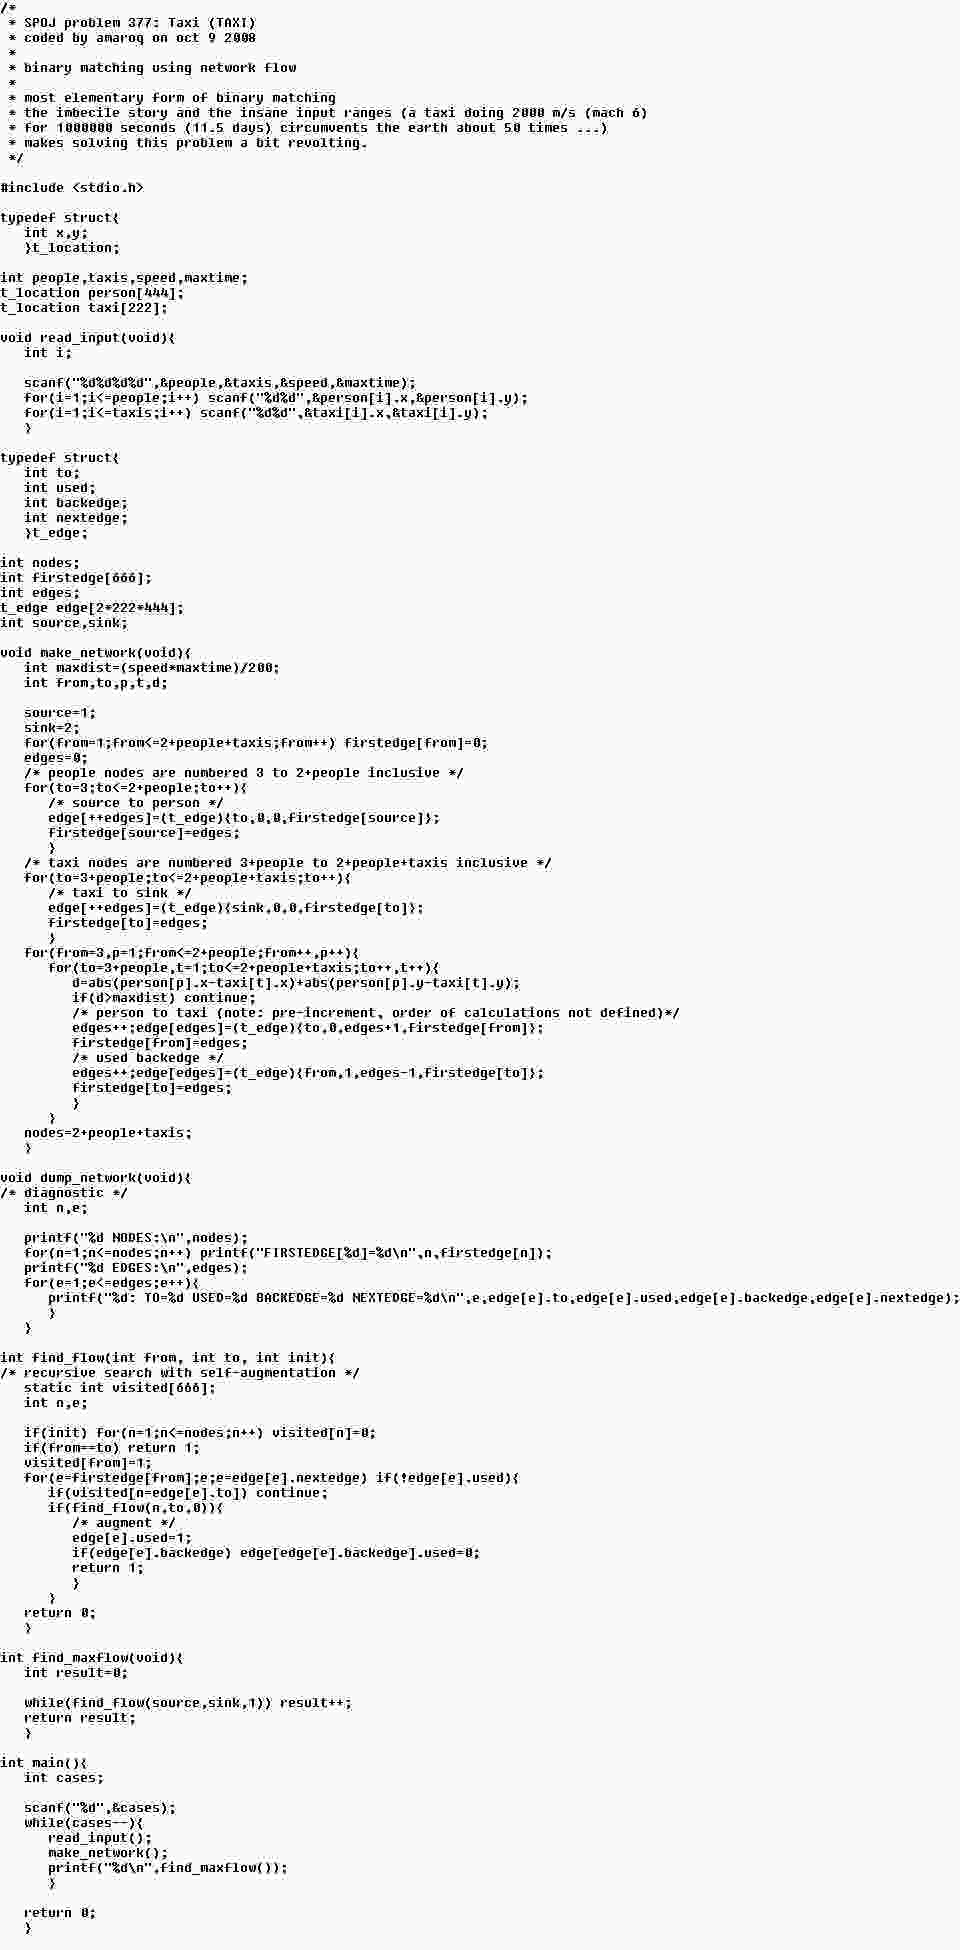 /*
 * SPOJ problem 377: Taxi (TAXI)
 * coded by amaroq on oct 9 2008
 *
 * binary matching using network flow
 *
 * most elementary form of binary matching
 * the imbecile story and the insane input ranges (a taxi doing 2000 m/s (mach 6)
 * for 1000000 seconds (11.5 days) circumvents the earth about 50 times ...)
 * makes solving this problem a bit revolting.
 */

#include <stdio.h>

typedef struct{
   int x,y;
   }t_location;

int people,taxis,speed,maxtime;
t_location person[444];
t_location taxi[222];

void read_input(void){
   int i;

   scanf("%d%d%d%d",&people,&taxis,&speed,&maxtime);
   for(i=1;i<=people;i++) scanf("%d%d",&person[i].x,&person[i].y);
   for(i=1;i<=taxis;i++) scanf("%d%d",&taxi[i].x,&taxi[i].y);
   }

typedef struct{
   int to;
   int used;
   int backedge;
   int nextedge;
   }t_edge;

int nodes;
int firstedge[666];
int edges;
t_edge edge[2*222*444];
int source,sink;

void make_network(void){
   int maxdist=(speed*maxtime)/200;
   int from,to,p,t,d;

   source=1;
   sink=2;
   for(from=1;from<=2+people+taxis;from++) firstedge[from]=0;
   edges=0;
   /* people nodes are numbered 3 to 2+people inclusive */
   for(to=3;to<=2+people;to++){
      /* source to person */
      edge[++edges]=(t_edge){to,0,0,firstedge[source]};
      firstedge[source]=edges;
      }
   /* taxi nodes are numbered 3+people to 2+people+taxis inclusive */
   for(to=3+people;to<=2+people+taxis;to++){
      /* taxi to sink */
      edge[++edges]=(t_edge){sink,0,0,firstedge[to]};
      firstedge[to]=edges;
      }
   for(from=3,p=1;from<=2+people;from++,p++){
      for(to=3+people,t=1;to<=2+people+taxis;to++,t++){
         d=abs(person[p].x-taxi[t].x)+abs(person[p].y-taxi[t].y);
         if(d>maxdist) continue;
         /* person to taxi (note: pre-increment, order of calculations not defined)*/
         edges++;edge[edges]=(t_edge){to,0,edges+1,firstedge[from]};
         firstedge[from]=edges;
         /* used backedge */
         edges++;edge[edges]=(t_edge){from,1,edges-1,firstedge[to]};
         firstedge[to]=edges;
         }
      }
   nodes=2+people+taxis;
   }

void dump_network(void){
/* diagnostic */
   int n,e;

   printf("%d NODES:\n",nodes);
   for(n=1;n<=nodes;n++) printf("FIRSTEDGE[%d]=%d\n",n,firstedge[n]);
   printf("%d EDGES:\n",edges);
   for(e=1;e<=edges;e++){
      printf("%d: TO=%d USED=%d BACKEDGE=%d NEXTEDGE=%d\n",e,edge[e].to,edge[e].used,edge[e].backedge,edge[e].nextedge);
      }
   }

int find_flow(int from, int to, int init){
/* recursive search with self-augmentation */
   static int visited[666];
   int n,e;

   if(init) for(n=1;n<=nodes;n++) visited[n]=0;
   if(from==to) return 1;
   visited[from]=1;
   for(e=firstedge[from];e;e=edge[e].nextedge) if(!edge[e].used){
      if(visited[n=edge[e].to]) continue;
      if(find_flow(n,to,0)){
         /* augment */
         edge[e].used=1;
         if(edge[e].backedge) edge[edge[e].backedge].used=0;
         return 1;
         }
      }
   return 0;
   }

int find_maxflow(void){
   int result=0;

   while(find_flow(source,sink,1)) result++;
   return result;
   }

int main(){
   int cases;

   scanf("%d",&cases);
   while(cases--){
      read_input();
      make_network();
      printf("%d\n",find_maxflow());
      }

   return 0;
   }